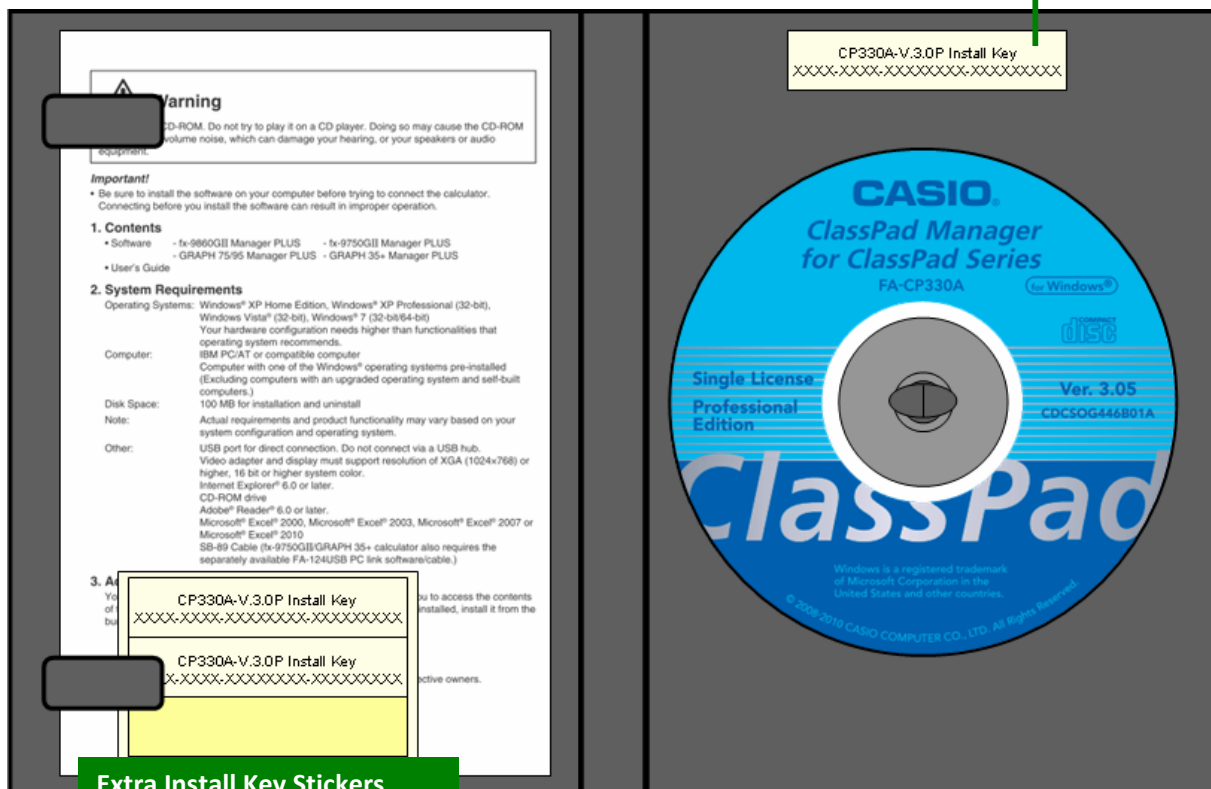 Warning
CD-ROM. Do not try to play it on a CD player. Doing so may cause the CD-ROM
volume noise, which can damage your hearing, or your speakers or audio
equipment.
Important!
• Be sure to install the software on your computer before trying to connect the calculator.
Connecting before you install the software can result in improper operation.
1. Contents
• Software - fx-9860GII Manager PLUS - fx-9750GII Manager PLUS
- GRAPH 75/95 Manager PLUS - GRAPH 35+ Manager PLUS
• User's Guide
2. System Requirements
Operating Systems: Windows® XP Home Edition, Windows® XP Professional (32-bit),
Windows Vista® (32-bit), Windows® 7 (32-bit/64-bit)
Your hardware configuration needs higher than functionalities that
operating system recommends.
Computer: IBM PC/AT or compatible computer
Computer with one of the Windows® operating systems pre-installed
(Excluding computers with an upgraded operating system and self-built
computers.)
Disk Space: 100 MB for installation and uninstall
Note: Actual requirements and product functionality may vary based on your
system configuration and operating system.
Other: USB port for direct connection. Do not connect via a USB hub.
Video adapter and display must support resolution of XGA (1024×768) or
higher, 16 bit or higher system color.
Internet Explorer® 6.0 or later.
CD-ROM drive
Adobe® Reader® 6.0 or later.
Microsoft® Excel® 2000, Microsoft® Excel® 2003, Microsoft® Excel® 2007 or
Microsoft® Excel® 2010
SB-89 Cable (fx-9750GII/GRAPH 35+ calculator also requires the
separately available FA-124USB PC link software/cable.)
3.
to access the contents
of installed, install it from the
CP330A-V.3.0P Install Key
XXXX-XXXX-XXXXXXXX-XXXXXXXXX
CP330A-V.3.0P Install Key
X-XXXX-XXXXXXXX-XXXXXXXXX
owners.
Extra Install Key Stickers
CP330A-V.3.0P Install Key
XXXX-XXXX-XXXXXXXX-XXXXXXXXX
CASIO®
ClassPad Manager
for ClassPad Series
FA-CP330A
for Windows®
COMPACT
disc
Single License
Professional
Edition
Ver. 3.05
CDCSOG446B01A
ClassPad
Windows is a registered trademark
of Microsoft Corporation in the
United States and other countries.
© 2008-2010 CASIO COMPUTER CO., LTD. All Rights Reserved.